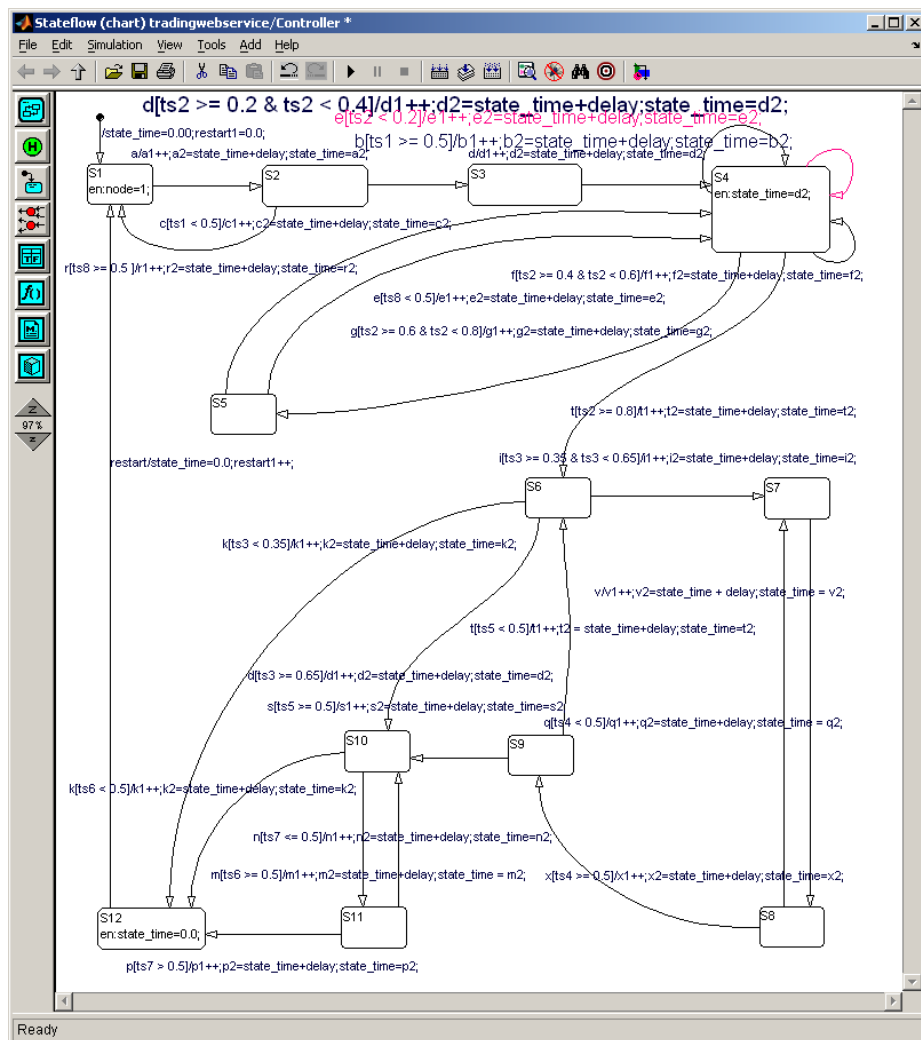 Stateflow (chart) tradingwebservice/Controller *
File Edit Simulation View Tools Add Help
d[ts2 >= 0.2 & ts2 < 0.4]/d1++;d2=state_time+delay;state_time=d2;
e[ts2 < 0.2]/e1++;e2=state_time+delay;state_time=e2;
/state_time=0.00;restart1=0.0;
b[ts1 >= 0.5]/b1++;b2=state_time+delay;state_time=b2;
a/a1++;a2=state_time+delay;state_time=a2;
d/d1++;d2=state_time+delay;state_time=d2;
S1
en:node=1;
S2
S3
S4
en:state_time=d2;
c[ts1 < 0.5]/c1++;c2=state_time+delay;state_time=c2;
r[ts8 >= 0.5 ]/r1++;r2=state_time+delay;state_time=r2;
f[ts2 >= 0.4 & ts2 < 0.6]/f1++;f2=state_time+delay;state_time=f2;
e[ts8 < 0.5]/e1++;e2=state_time+delay;state_time=e2;
g[ts2 >= 0.6 & ts2 < 0.8]/g1++;g2=state_time+delay;state_time=g2;
S5
t[ts2 >= 0.8]/t1++;t2=state_time+delay;state_time=t2;
97%
restart/state_time=0.0;restart1++;
i[ts3 >= 0.35 & ts3 < 0.65]/i1++;i2=state_time+delay;state_time=i2;
S6
S7
k[ts3 < 0.35]/k1++;k2=state_time+delay;state_time=k2;
v/v1++;v2=state_time + delay;state_time = v2;
t[ts5 < 0.5]/t1++;t2 = state_time+delay;state_time=t2;
d[ts3 >= 0.65]/d1++;d2=state_time+delay;state_time=d2;
s[ts5 >= 0.5]/s1++;s2=state_time+delay;state_time=s2
q[ts4 < 0.5]/q1++;q2=state_time+delay;state_time = q2;
S10
S9
k[ts6 < 0.5]/k1++;k2=state_time+delay;state_time=k2;
n[ts7 <= 0.5]/n1++;n2=state_time+delay;state_time=n2;
m[ts6 >= 0.5]/m1++;m2=state_time+delay;state_time = m2;
x[ts4 >= 0.5]/x1++;x2=state_time+delay;state_time=x2;
S12
en:state_time=0.0;
S11
S8
p[ts7 > 0.5]/p1++;p2=state_time+delay;state_time=p2;
Ready